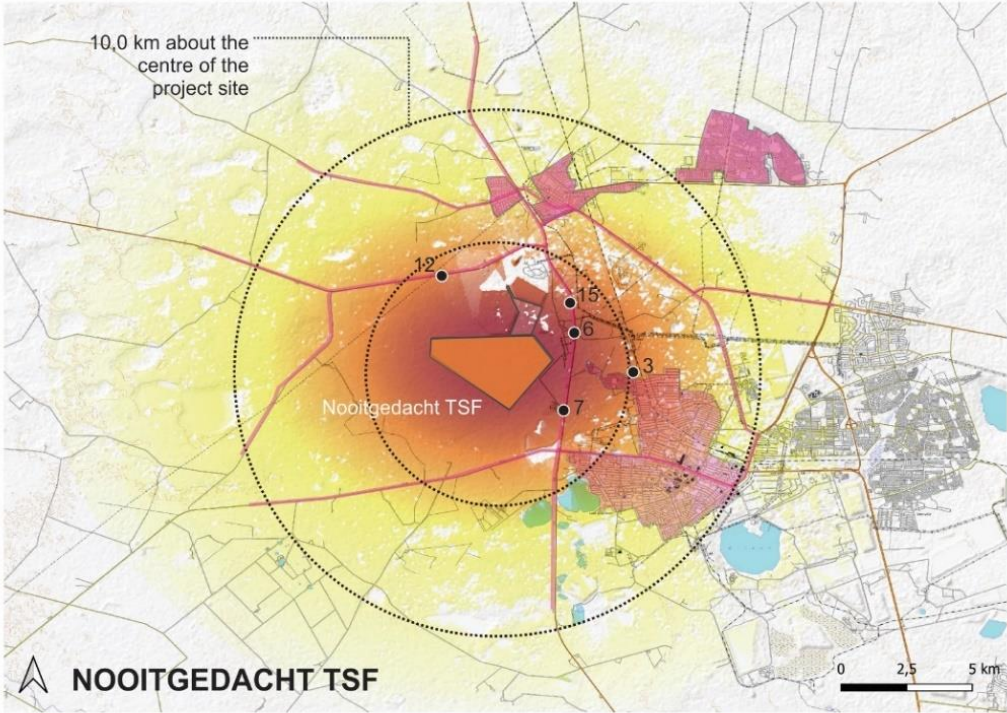 10,0 km about the
centre of the
project site
12
15
6
3
Nooitgedacht TSF
7
NOOITGEDACHT TSF
0 2,5 5 km